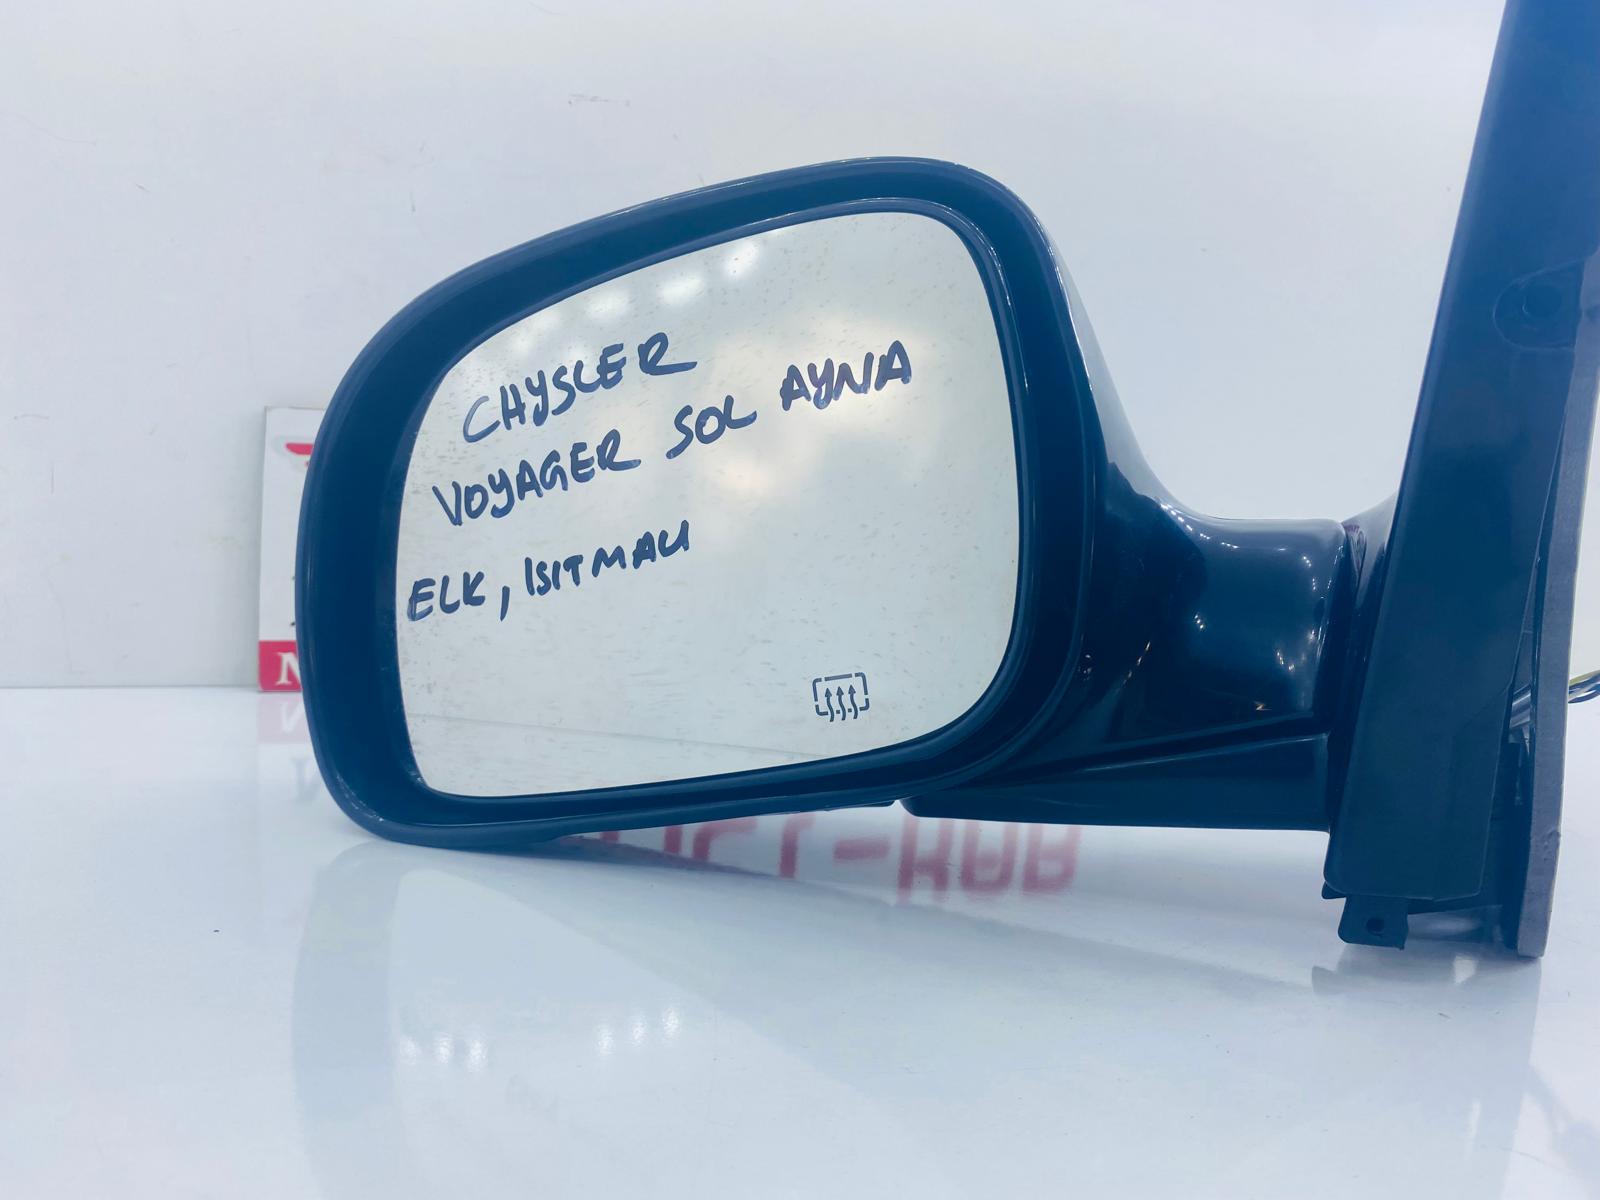 CHYSLER
VOYAGER SOL AYNA
ELK, ISITMALI
N